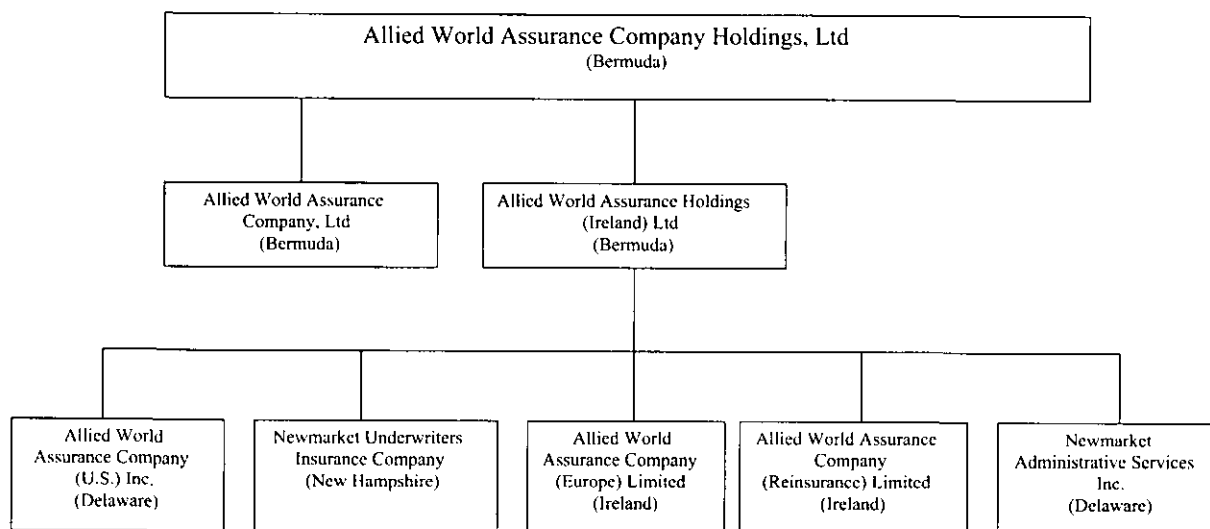 Allied World Assurance Company Holdings, Ltd
(Bermuda)
Allied World Assurance
Company, Ltd
(Bermuda)
Allied World Assurance Holdings
(Ireland) Ltd
(Bermuda)
Allied World
Assurance Company
(U.S.) Inc.
(Delaware)
Newmarket Underwriters
Insurance Company
(New Hampshire)
Allied World
Assurance Company
(Europe) Limited
(Ireland)
Allied World Assurance
Company
(Reinsurance) Limited
(Ireland)
Newmarket
Administrative Services
Inc.
(Delaware)